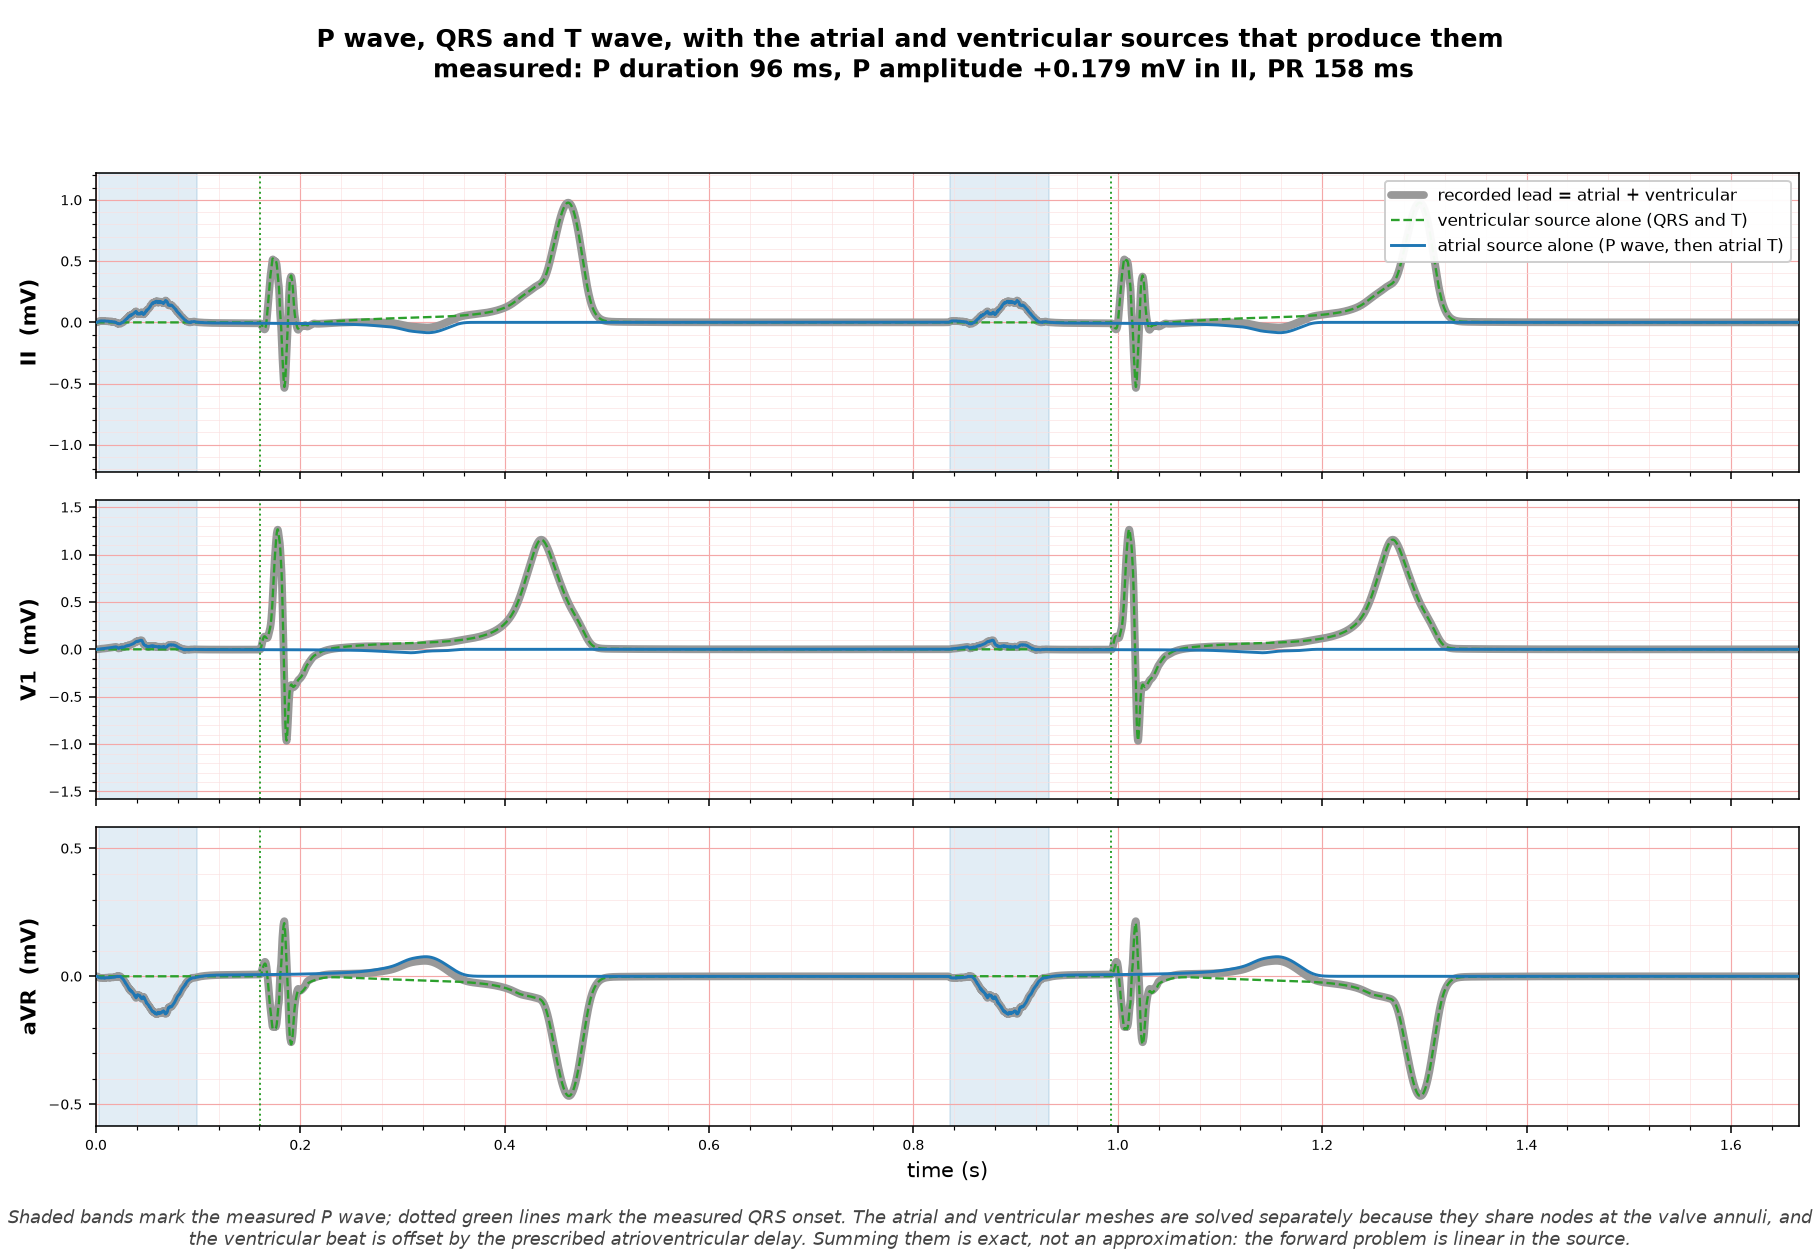 P wave, QRS and T wave, with the atrial and ventricular sources that produce them
measured: P duration 96 ms, P amplitude +0.179 mV in II, PR 158 ms
II (mV)
1.0
0.5
0.0
−0.5
−1.0
recorded lead = atrial + ventricular
ventricular source alone (QRS and T)
atrial source alone (P wave, then atrial T)
V1 (mV)
1.5
1.0
0.5
0.0
−0.5
−1.0
−1.5
aVR (mV)
0.5
0.0
−0.5
0.0 0.2 0.4 0.6 0.8 1.0 1.2 1.4 1.6
time (s)
Shaded bands mark the measured P wave; dotted green lines mark the measured QRS onset. The atrial and ventricular meshes are solved separately because they share nodes at the valve annuli, and
the ventricular beat is offset by the prescribed atrioventricular delay. Summing them is exact, not an approximation: the forward problem is linear in the source.